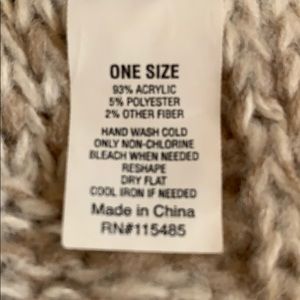 ONE SIZE
93% ACRYLIC
5% POLYESTER
2% OTHER FIBER
HAND WASH COLD
ONLY NON-CHLORINE
BLEACH WHEN NEEDED
RESHAPE
DRY FLAT
COOL IRON IF NEEDED
Made in China
RN#115485